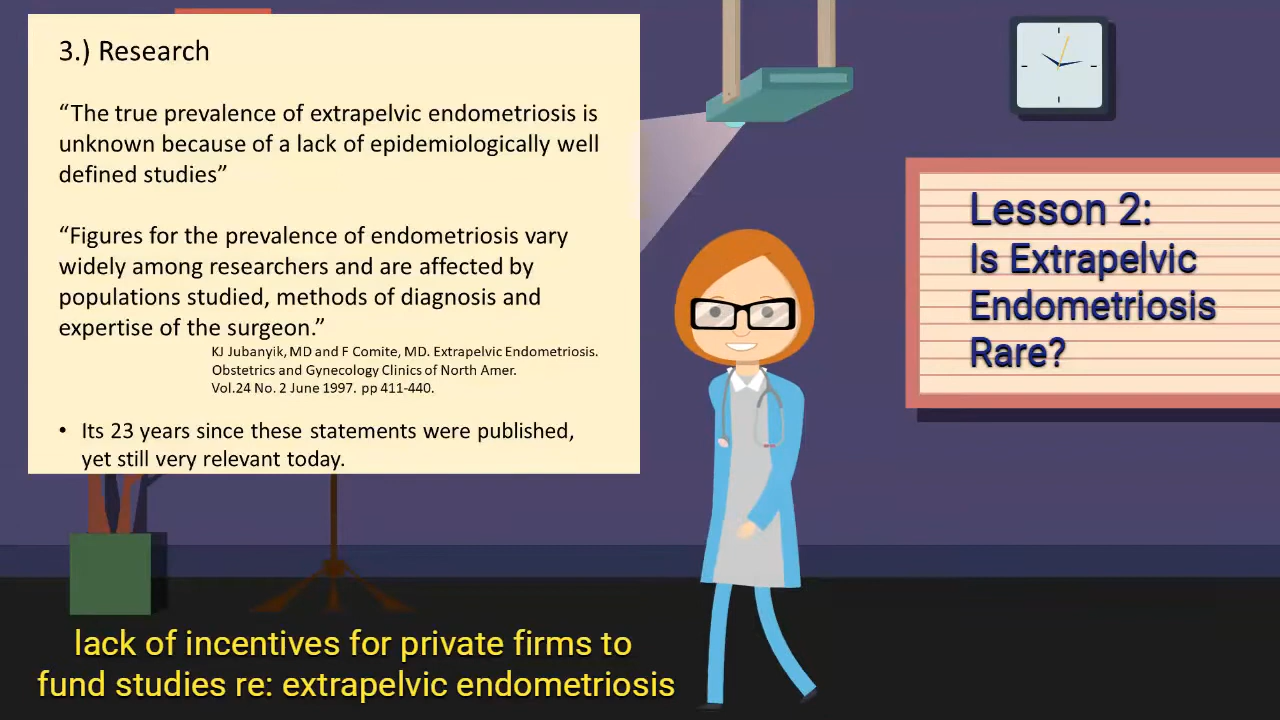 3.) Research
“The true prevalence of extrapelvic endometriosis is
unknown because of a lack of epidemiologically well
defined studies”
“Figures for the prevalence of endometriosis vary
widely among researchers and are affected by
populations studied, methods of diagnosis and
expertise of the surgeon.”
KJ Jubanyik, MD and F Comite, MD. Extrapelvic Endometriosis.
Obstetrics and Gynecology Clinics of North Amer.
Vol.24 No. 2 June 1997. pp 411-440.
• Its 23 years since these statements were published,
yet still very relevant today.
Lesson 2:
Is Extrapelvic
Endometriosis
Rare?
lack of incentives for private firms to
fund studies re: extrapelvic endometriosis